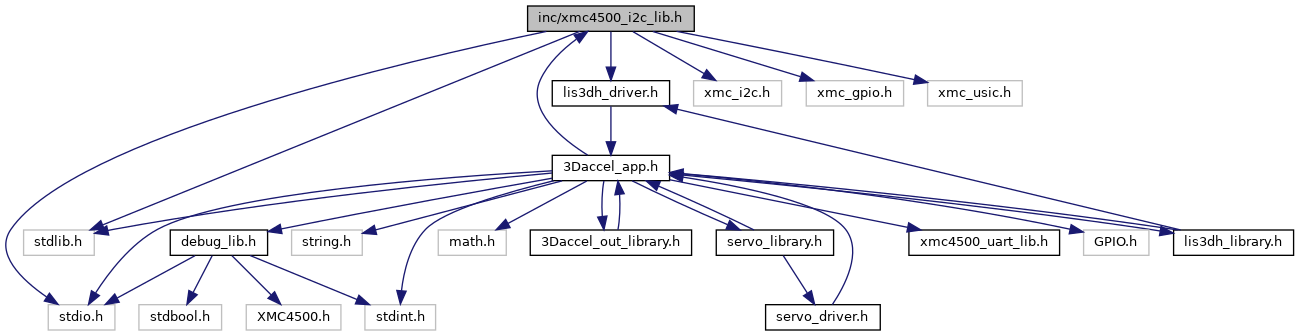 inc/xmc4500_i2c_lib.h
lis3dh_driver.h
xmc_i2c.h
xmc_gpio.h
xmc_usic.h
3Daccel_app.h
stdlib.h
debug_lib.h
string.h
math.h
3Daccel_out_library.h
servo_library.h
xmc4500_uart_lib.h
GPIO.h
lis3dh_library.h
stdio.h
stdbool.h
XMC4500.h
stdint.h
servo_driver.h